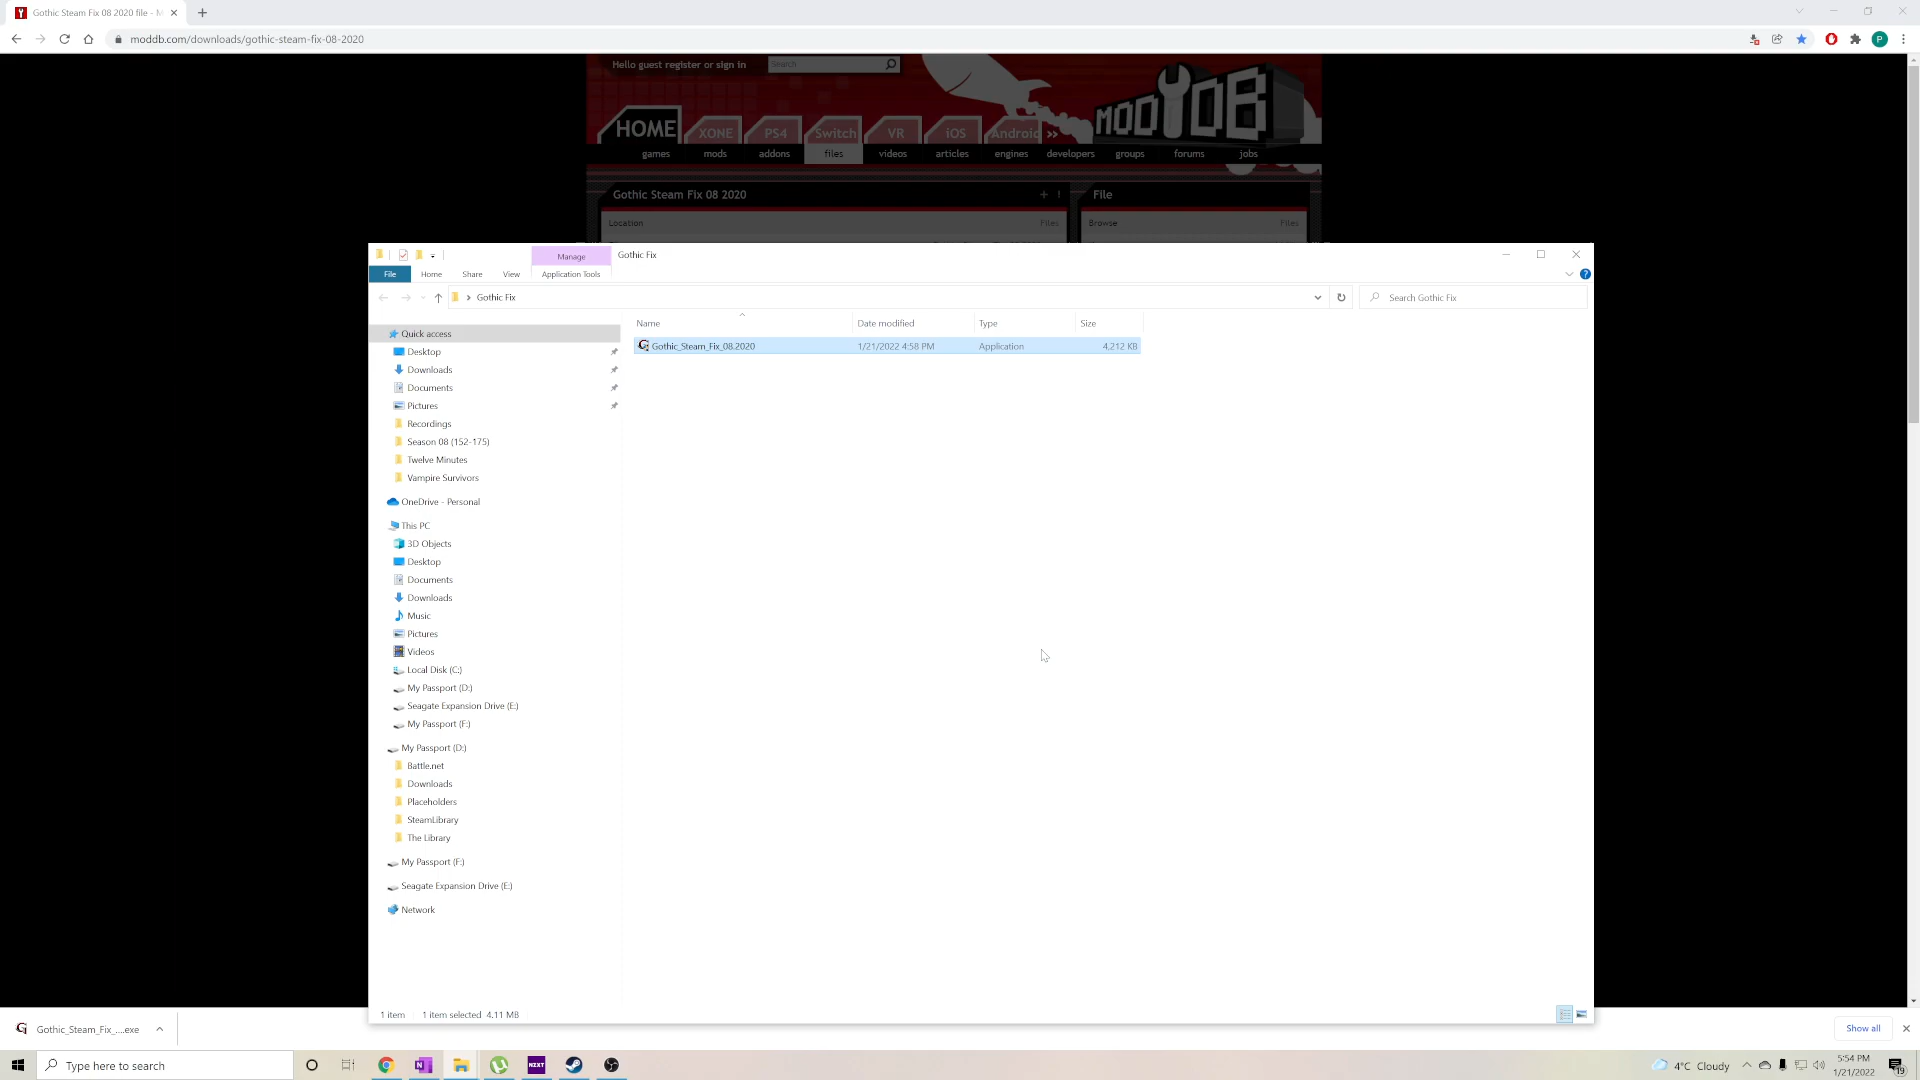 Gothic Steam Fix 08 2020 file - M
moddb.com/downloads/gothic-steam-fix-08-2020
P
Hello guest register or sign in
Search
MODDB
HOME
XONE
PS4
Switch
VR
iOS
Android
>>
games
mods
addons
files
videos
articles
engines
developers
groups
forums
jobs
Gothic Steam Fix 08 2020
File
Location
Files
Browse
Files
Manage
Gothic Fix
File
Home
Share
View
Application Tools
Gothic Fix
Search Gothic Fix
Name
Date modified
Type
Size
Gothic_Steam_Fix_08.2020
1/21/2022 4:58 PM
Application
4,212 KB
Quick access
Desktop
Downloads
Documents
Pictures
Recordings
Season 08 (152-175)
Twelve Minutes
Vampire Survivors
OneDrive - Personal
This PC
3D Objects
Desktop
Documents
Downloads
Music
Pictures
Videos
Local Disk (C:)
My Passport (D:)
Seagate Expansion Drive (E:)
My Passport (F:)
My Passport (D:)
Battle.net
Downloads
Placeholders
SteamLibrary
The Library
My Passport (F:)
Seagate Expansion Drive (E:)
Network
1 item
1 item selected 4.11 MB
Gothic_Steam_Fix_....exe
Show all
Type here to search
N
NZXT
4°C Cloudy
5:54 PM
1/21/2022
19